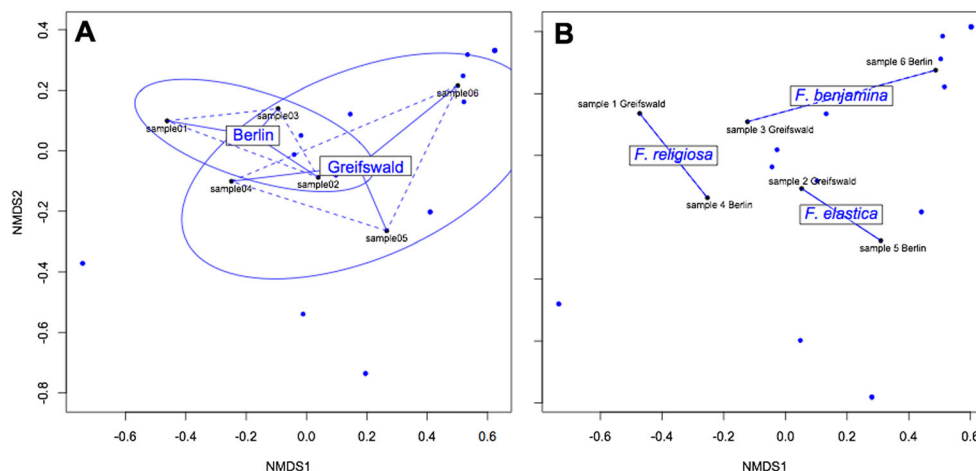 A
0.4
0.2
0.0
-0.2
-0.4
-0.6
-0.8
NMDS2
sample01
sample03
Berlin
sample06
Greifswald
sample04
sample02
sample05
-0.6
-0.4
-0.2
0.0
0.2
0.4
0.6
NMDS1
B
sample 6 Berlin
F. benjamina
sample 1 Greifswald
sample 3 Greifswald
F. religiosa
sample 2 Greifswald
sample 4 Berlin
F. elastica
sample 5 Berlin
-0.6
-0.4
-0.2
0.0
0.2
0.4
0.6
NMDS1